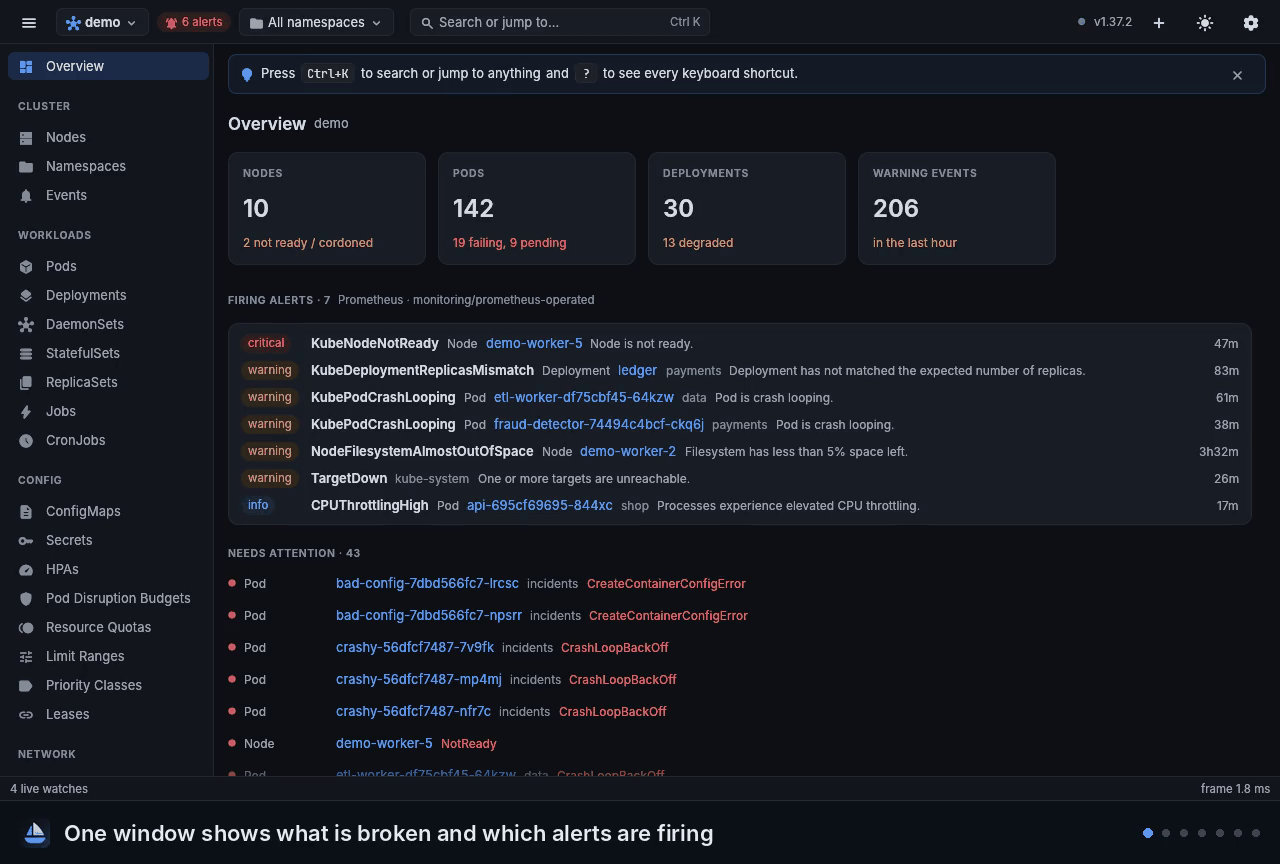 demo
6 alerts
All namespaces
Search or jump to...
Ctrl K
v1.37.2
Overview
CLUSTER
Nodes
Namespaces
Events
WORKLOADS
Pods
Deployments
DaemonSets
StatefulSets
ReplicaSets
Jobs
CronJobs
CONFIG
ConfigMaps
Secrets
HPAs
Pod Disruption Budgets
Resource Quotas
Limit Ranges
Priority Classes
Leases
NETWORK
Press Ctrl+K to search or jump to anything and ? to see every keyboard shortcut.
Overview demo
NODES
10
2 not ready / cordoned
PODS
142
19 failing, 9 pending
DEPLOYMENTS
30
13 degraded
WARNING EVENTS
206
in the last hour
FIRING ALERTS · 7 Prometheus · monitoring/prometheus-operated
critical KubeNodeNotReady Node demo-worker-5 Node is not ready. 47m
warning KubeDeploymentReplicasMismatch Deployment ledger payments Deployment has not matched the expected number of replicas. 83m
warning KubePodCrashLooping Pod etl-worker-df75cbf45-64kzw data Pod is crash looping. 61m
warning KubePodCrashLooping Pod fraud-detector-74494c4bcf-ckq6j payments Pod is crash looping. 38m
warning NodeFilesystemAlmostOutOfSpace Node demo-worker-2 Filesystem has less than 5% space left. 3h32m
warning TargetDown kube-system One or more targets are unreachable. 26m
info CPUThrottlingHigh Pod api-695cf69695-844xc shop Processes experience elevated CPU throttling. 17m
NEEDS ATTENTION · 43
Pod bad-config-7dbd566fc7-lrcsc incidents CreateContainerConfigError
Pod bad-config-7dbd566fc7-npsrr incidents CreateContainerConfigError
Pod crashy-56dfcf7487-7v9fk incidents CrashLoopBackOff
Pod crashy-56dfcf7487-mp4mj incidents CrashLoopBackOff
Pod crashy-56dfcf7487-nfr7c incidents CrashLoopBackOff
Node demo-worker-5 NotReady
Pod etl-worker-df75cbf45-64kzw data CrashLoopBackOff
4 live watches
frame 1.8 ms
One window shows what is broken and which alerts are firing